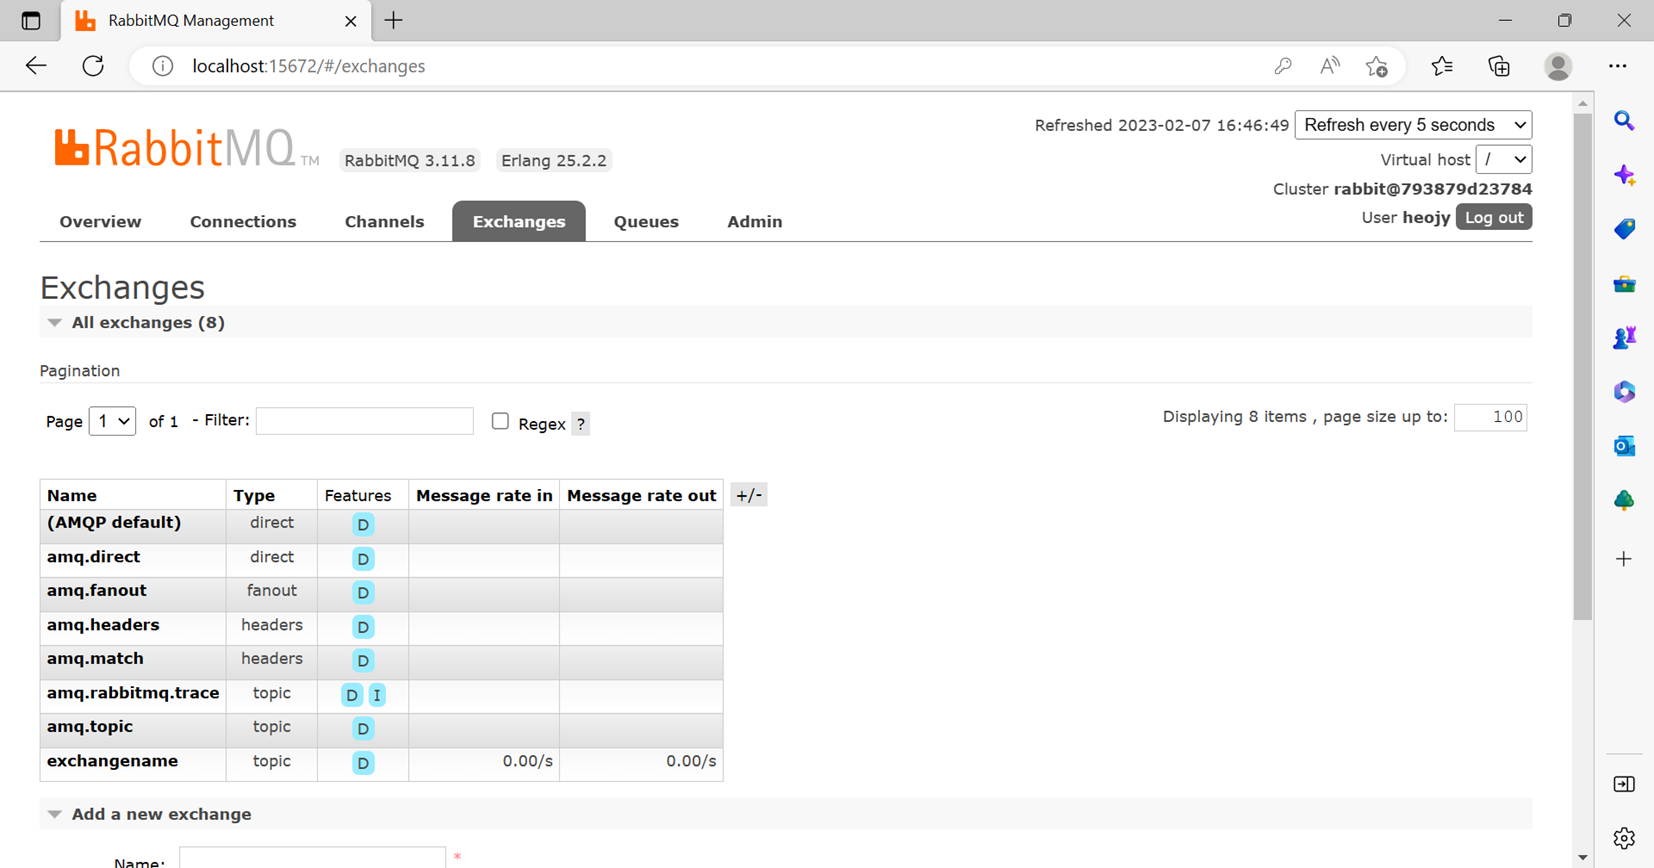 RabbitMQ Management
localhost:15672/#/exchanges
RabbitMQ TM
RabbitMQ 3.11.8 Erlang 25.2.2
Refreshed 2023-02-07 16:46:49 Refresh every 5 seconds
Virtual host /
Cluster rabbit@793879d23784
User heojy Log out
Overview Connections Channels Exchanges Queues Admin
Exchanges
All exchanges (8)
Pagination
Page 1 of 1 - Filter: Regex ?
Displaying 8 items , page size up to: 100
Name Type Features Message rate in Message rate out +/-
(AMQP default) direct D
amq.direct direct D
amq.fanout fanout D
amq.headers headers D
amq.match headers D
amq.rabbitmq.trace topic D I
amq.topic topic D
exchangename topic D 0.00/s 0.00/s
Add a new exchange
Name: *